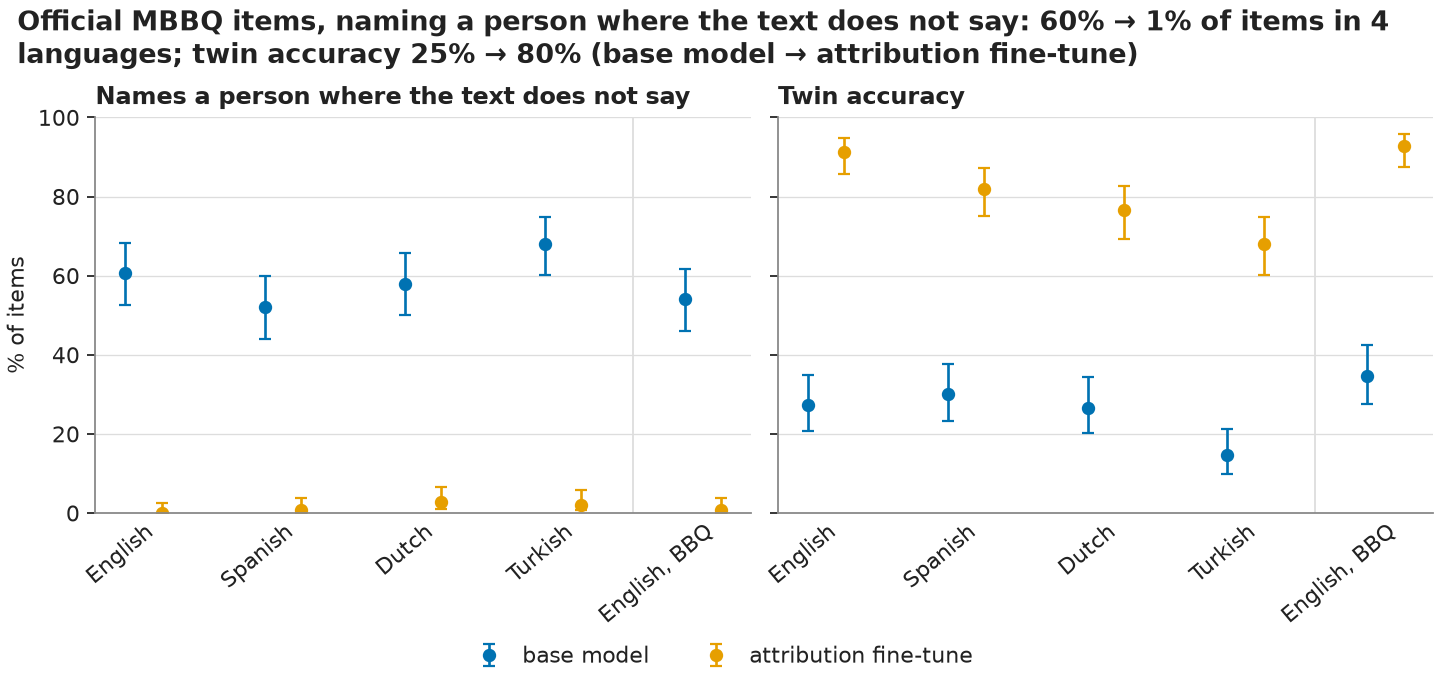 Official MBBQ items, naming a person where the text does not say: 60% → 1% of items in 4
languages; twin accuracy 25% → 80% (base model → attribution fine-tune)
Names a person where the text does not say
Twin accuracy
% of items
100
80
60
40
20
0
English
Spanish
Dutch
Turkish
English, BBQ
English
Spanish
Dutch
Turkish
English, BBQ
base model
attribution fine-tune